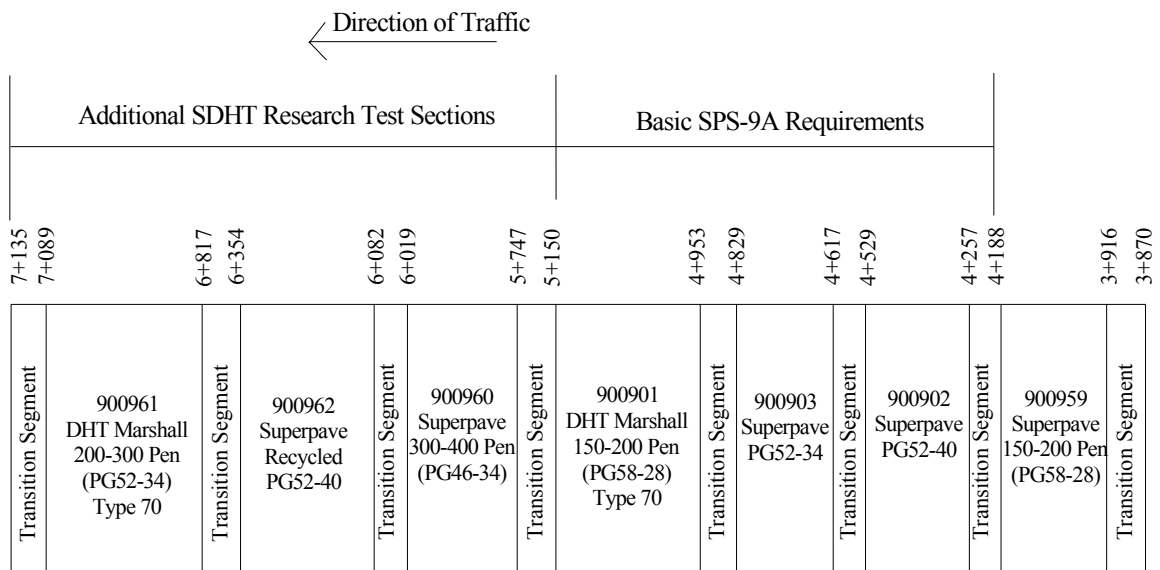 Direction of Traffic
Additional SDHT Research Test Sections
Basic SPS-9A Requirements
7+135
7+089
6+817
6+354
6+082
6+019
5+747
5+150
4+953
4+829
4+617
4+529
4+257
4+188
3+916
3+870
Transition Segment
900961
DHT Marshall
200-300 Pen
(PG52-34)
Type 70
Transition Segment
900962
Superpave
Recycled
PG52-40
Transition Segment
900960
Superpave
300-400 Pen
(PG46-34)
Transition Segment
900901
DHT Marshall
150-200 Pen
(PG58-28)
Type 70
Transition Segment
900903
Superpave
PG52-34
Transition Segment
900902
Superpave
PG52-40
Transition Segment
900959
Superpave
150-200 Pen
(PG58-28)
Transition Segment